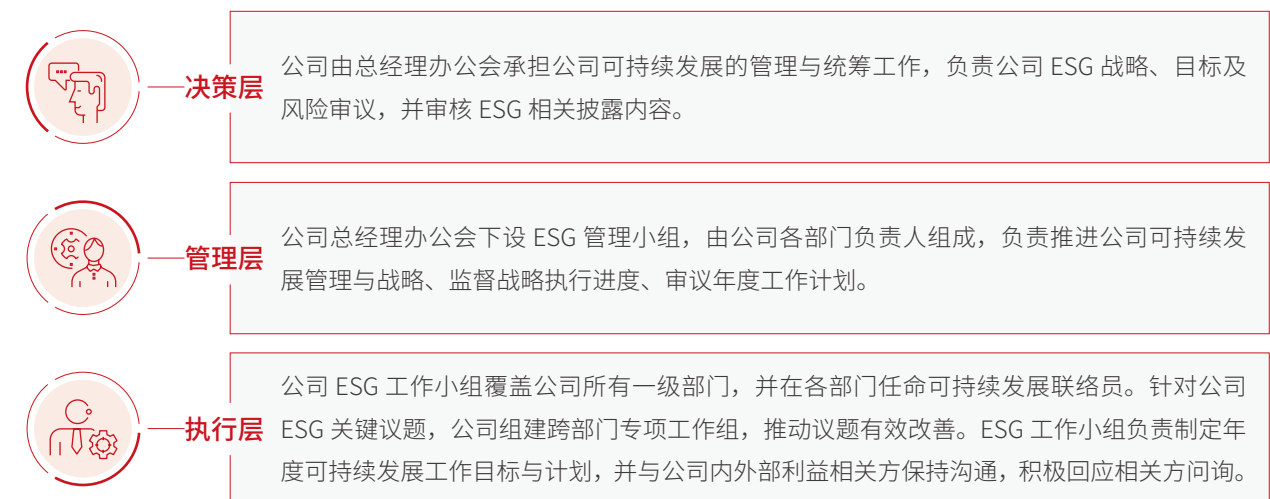 决策层
公司由总经理办公会承担公司可持续发展的管理与统筹工作，负责公司 ESG 战略、目标及
风险审议，并审核 ESG 相关披露内容。
管理层
公司总经理办公会下设 ESG 管理小组，由公司各部门负责人组成，负责推进公司可持续发
展管理与战略、监督战略执行进度、审议年度工作计划。
执行层
公司 ESG 工作小组覆盖公司所有一级部门，并在各部门任命可持续发展联络员。针对公司
ESG 关键议题，公司组建跨部门专项工作组，推动议题有效改善。ESG 工作小组负责制定年
度可持续发展工作目标与计划，并与公司内外部利益相关方保持沟通，积极回应相关方问询。